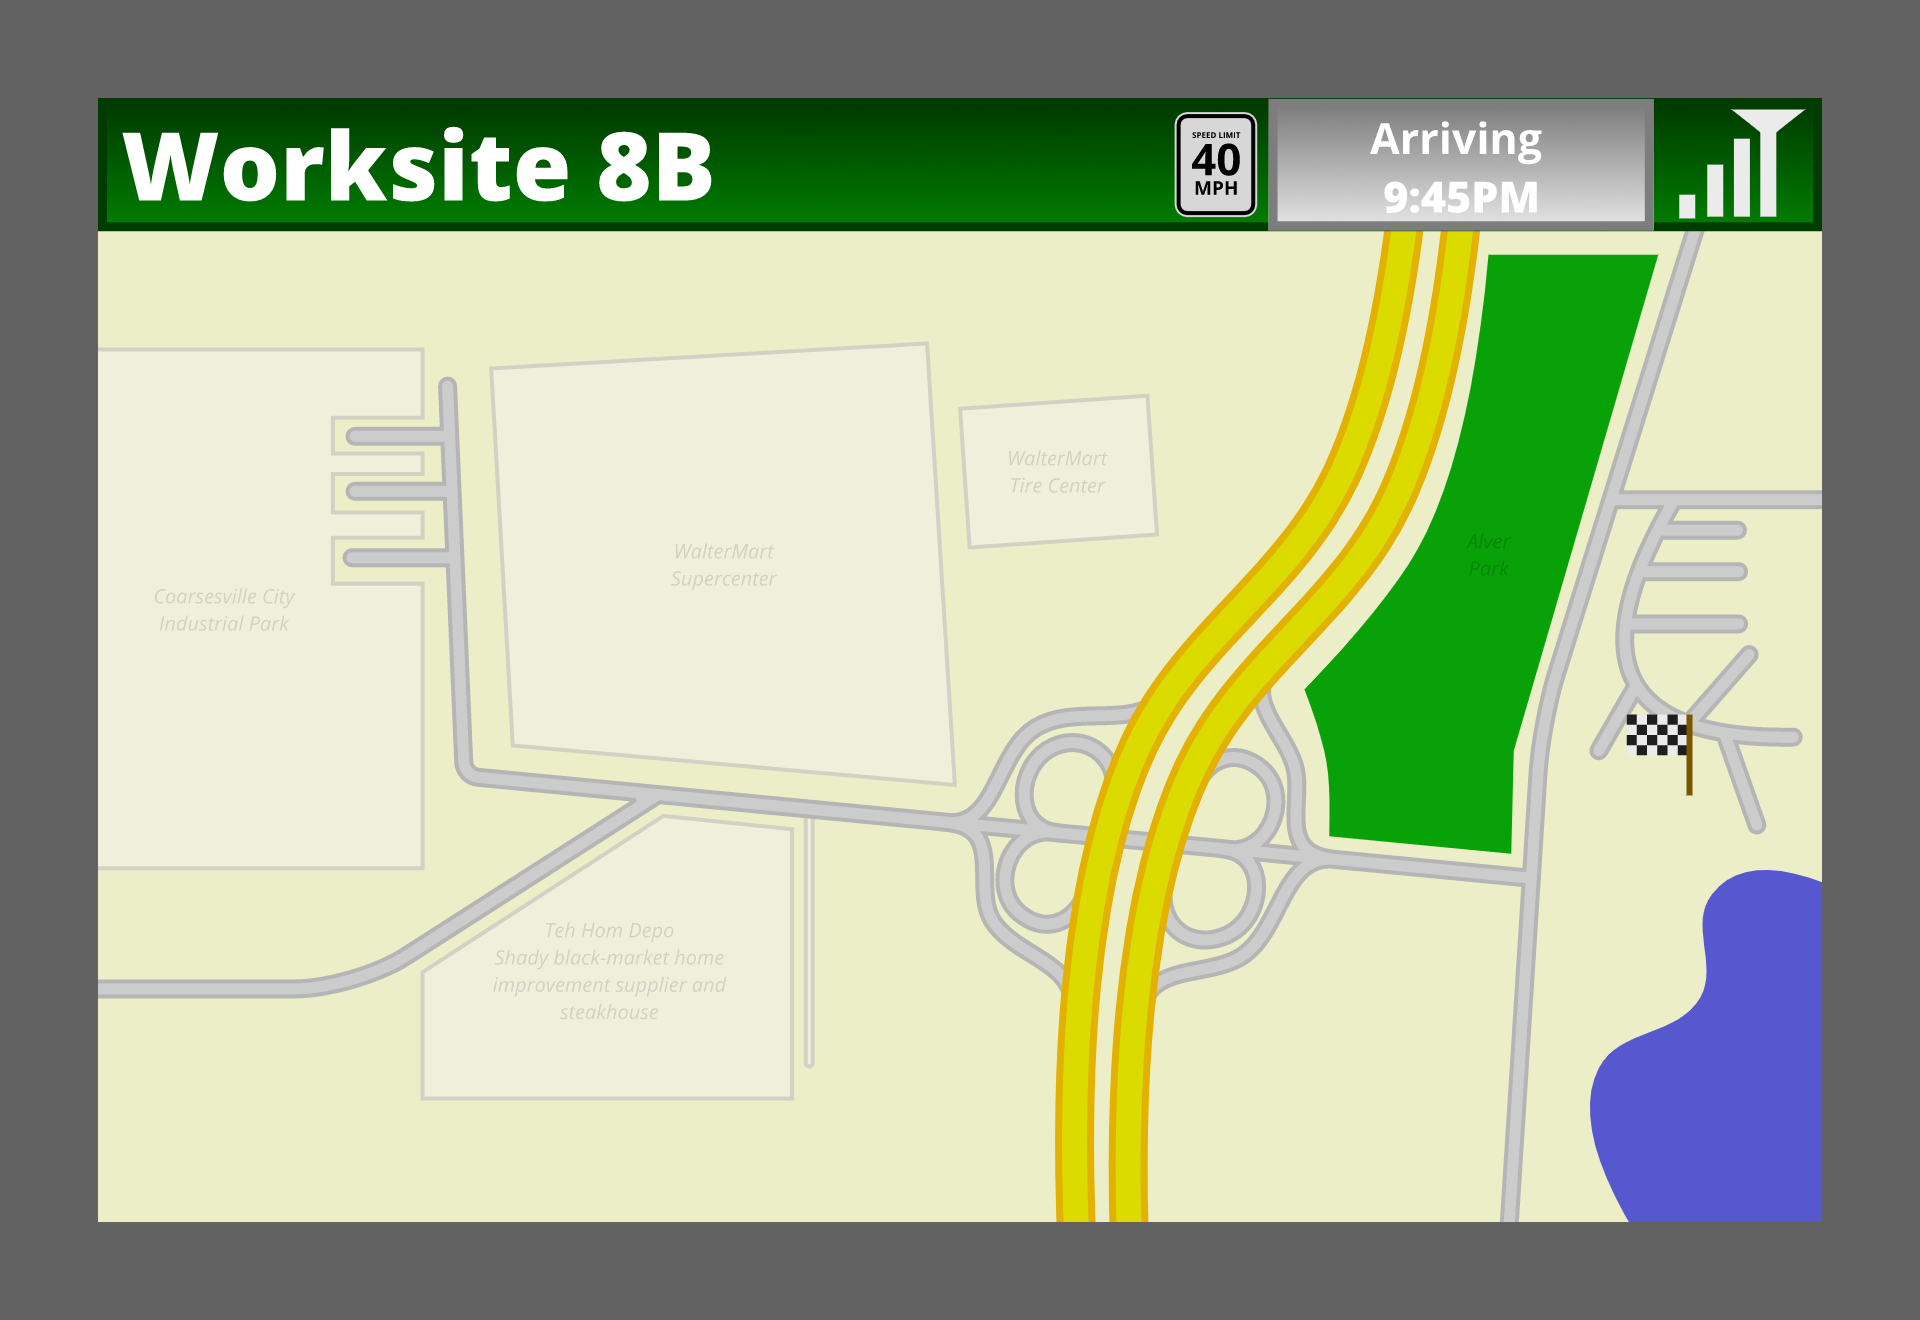 Worksite 8B
SPEED LIMIT
40
MPH
Arriving
9:45PM
WalterMart
Tire Center
Alver
Park
WalterMart
Supercenter
Coarsesville City
Industrial Park
Teh Hom Depo
Shady black-market home
improvement supplier and
steakhouse